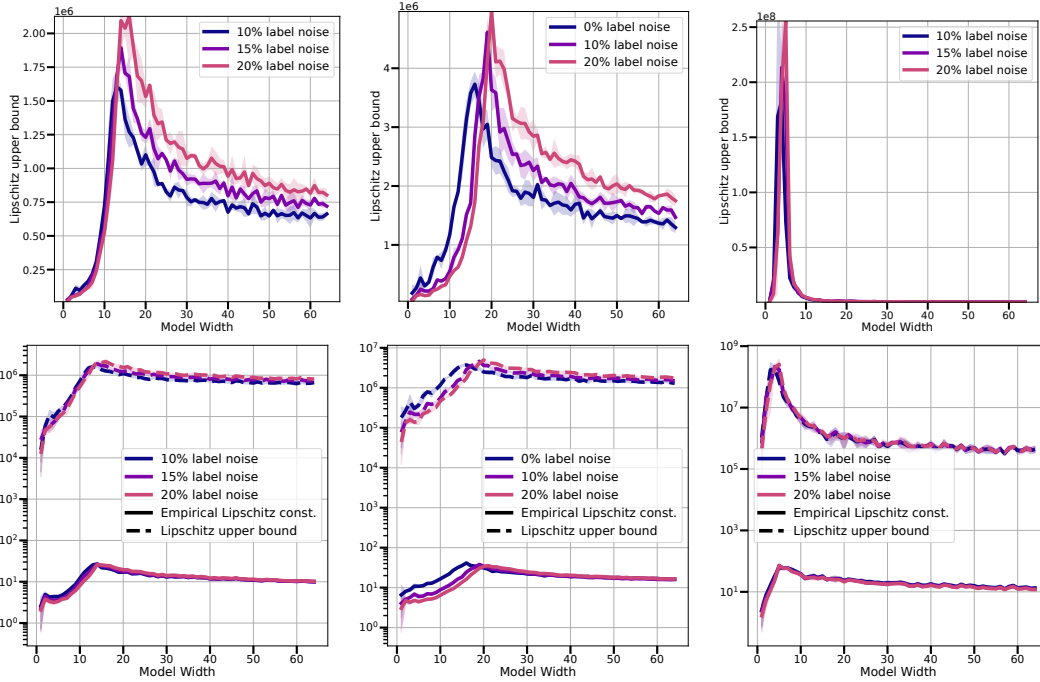 1e6
2.00
1.75
1.50
1.25
1.00
0.75
0.50
0.25
Lipschitz upper bound
10% label noise
15% label noise
20% label noise
0 10 20 30 40 50 60
Model Width
1e6
4
3
2
1
Lipschitz upper bound
0% label noise
10% label noise
20% label noise
0 10 20 30 40 50 60
Model Width
1e8
2.5
2.0
1.5
1.0
0.5
Lipschitz upper bound
10% label noise
15% label noise
20% label noise
0 10 20 30 40 50 60
Model Width
10⁶
10⁵
10⁴
10³
10²
10¹
10⁰
10% label noise
15% label noise
20% label noise
Empirical Lipschitz const.
Lipschitz upper bound
0 10 20 30 40 50 60
Model Width
10⁷
10⁶
10⁵
10⁴
10³
10²
10¹
10⁰
0% label noise
10% label noise
20% label noise
Empirical Lipschitz const.
Lipschitz upper bound
0 10 20 30 40 50 60
Model Width
10⁹
10⁷
10⁵
10³
10¹
10% label noise
15% label noise
20% label noise
Empirical Lipschitz const.
Lipschitz upper bound
0 10 20 30 40 50 60
Model Width